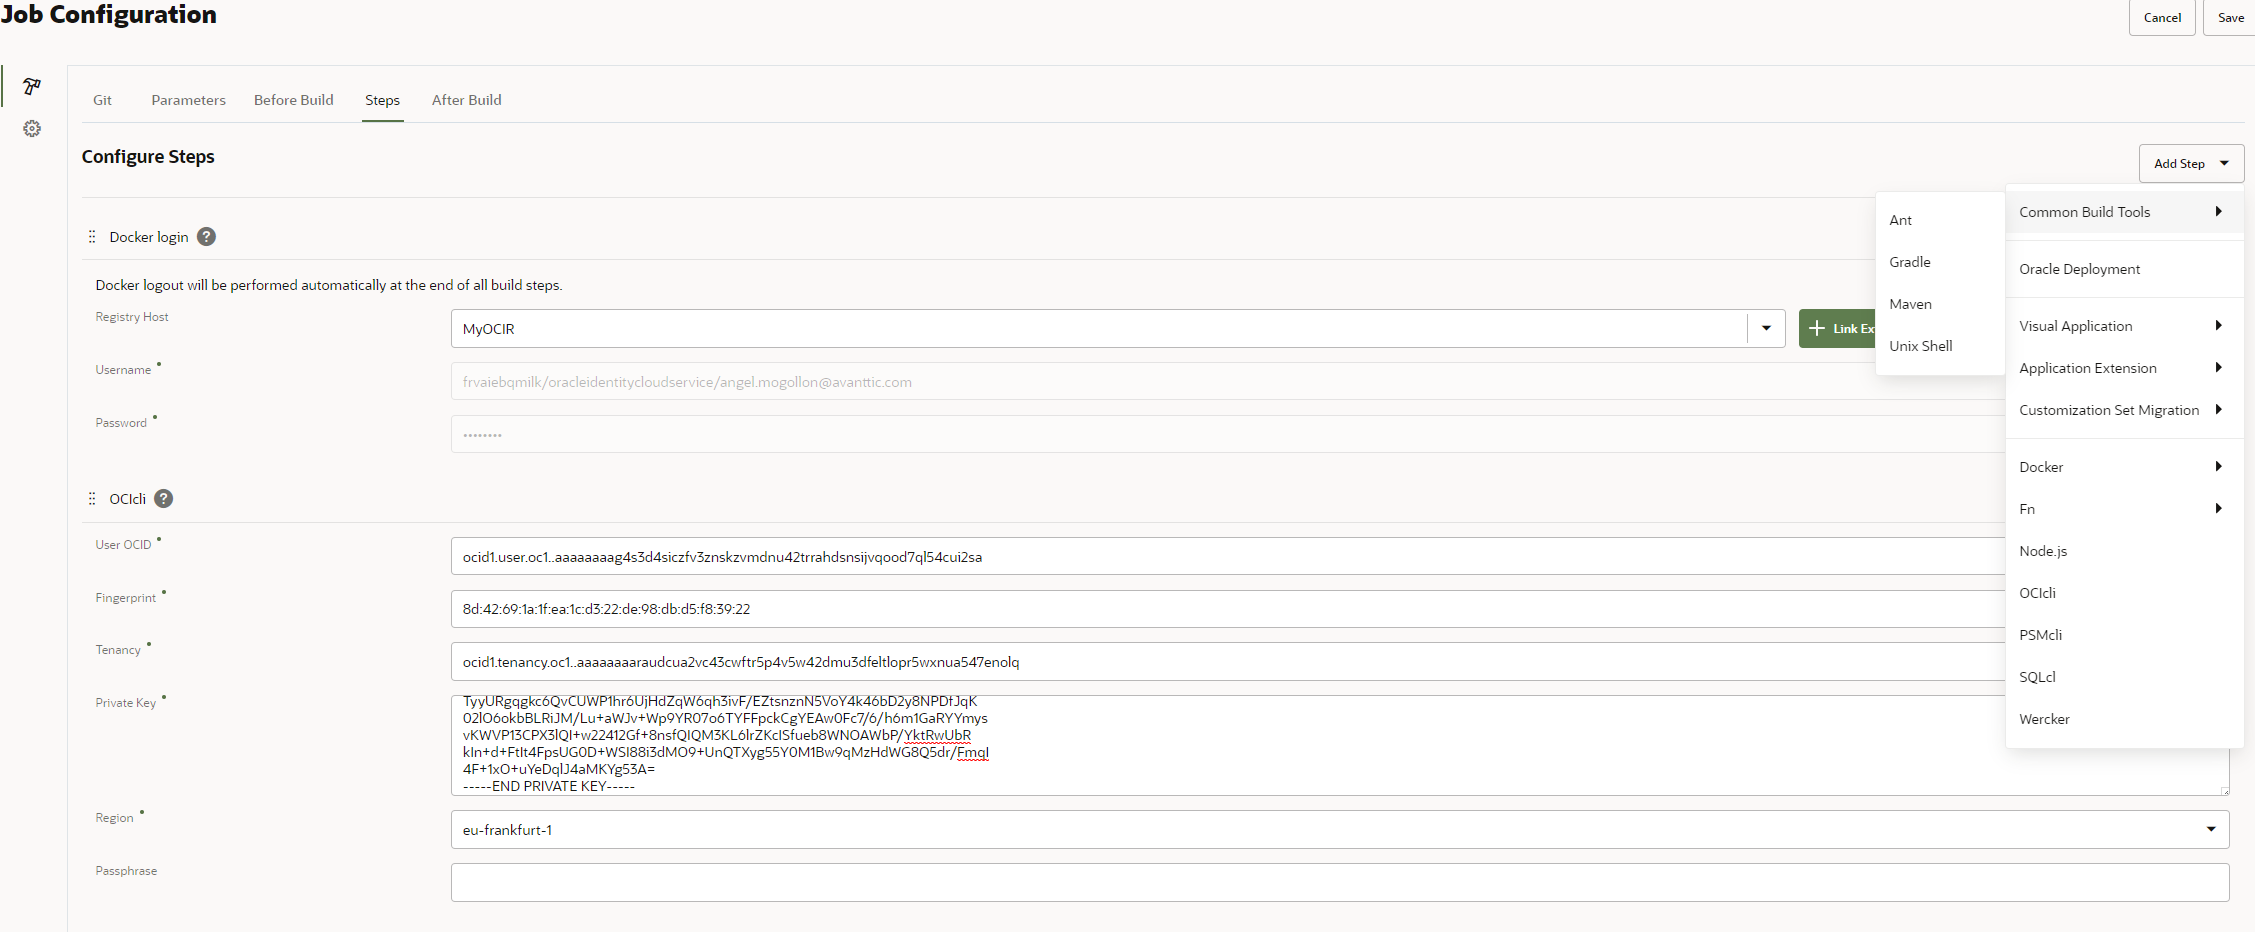 Job Configuration
Cancel
Save
Git
Parameters
Before Build
Steps
After Build
Configure Steps
Add Step
Common Build Tools
Ant
Gradle
Maven
Unix Shell
Oracle Deployment
Visual Application
Application Extension
Customization Set Migration
Docker
Fn
Node.js
OCIcli
PSMcli
SQLcl
Wercker
Docker login
Docker logout will be performed automatically at the end of all build steps.
Registry Host
MyOCIR
Link Ex
Username
frvaiebqmilk/oracleidentitycloudservice/angel.mogollon@avanttic.com
Password
OCIcli
User OCID
ocid1.user.oc1..aaaaaaaag4s3d4siczfv3znskzvmdnu42trrahdsnsijvqood7ql54cui2sa
Fingerprint
8d:42:69:1a:1f:ea:1c:d3:22:de:98:db:d5:f8:39:22
Tenancy
ocid1.tenancy.oc1..aaaaaaaaraudcua2vc43cwftr5p4v5w42dmu3dfeltlopr5wxnua547enolq
Private Key
TyyURgqgkc6QvCUWP1hr6UjHdZqW6qh3ivF/EZtsnznN5VoY4k46bD2y8NPDfJqK
02lO6okbBLRiJM/Lu+aWJv+Wp9YR07o6TYFFpckCgYEAw0Fc7/6/h6m1GaRYYmys
vKWVP13CPX3lQI+w22412Gf+8nsfQIQM3KL6lrZKcISfueb8WNOAWbP/YktRwUbR
kIn+d+FtIt4FpsUG0D+WSI88i3dMO9+UnQTXyg55Y0M1Bw9qMzHdWG8Q5dr/FmqI
4F+1xO+uYeDqlJ4aMKYg53A=
-----END PRIVATE KEY-----
Region
eu-frankfurt-1
Passphrase